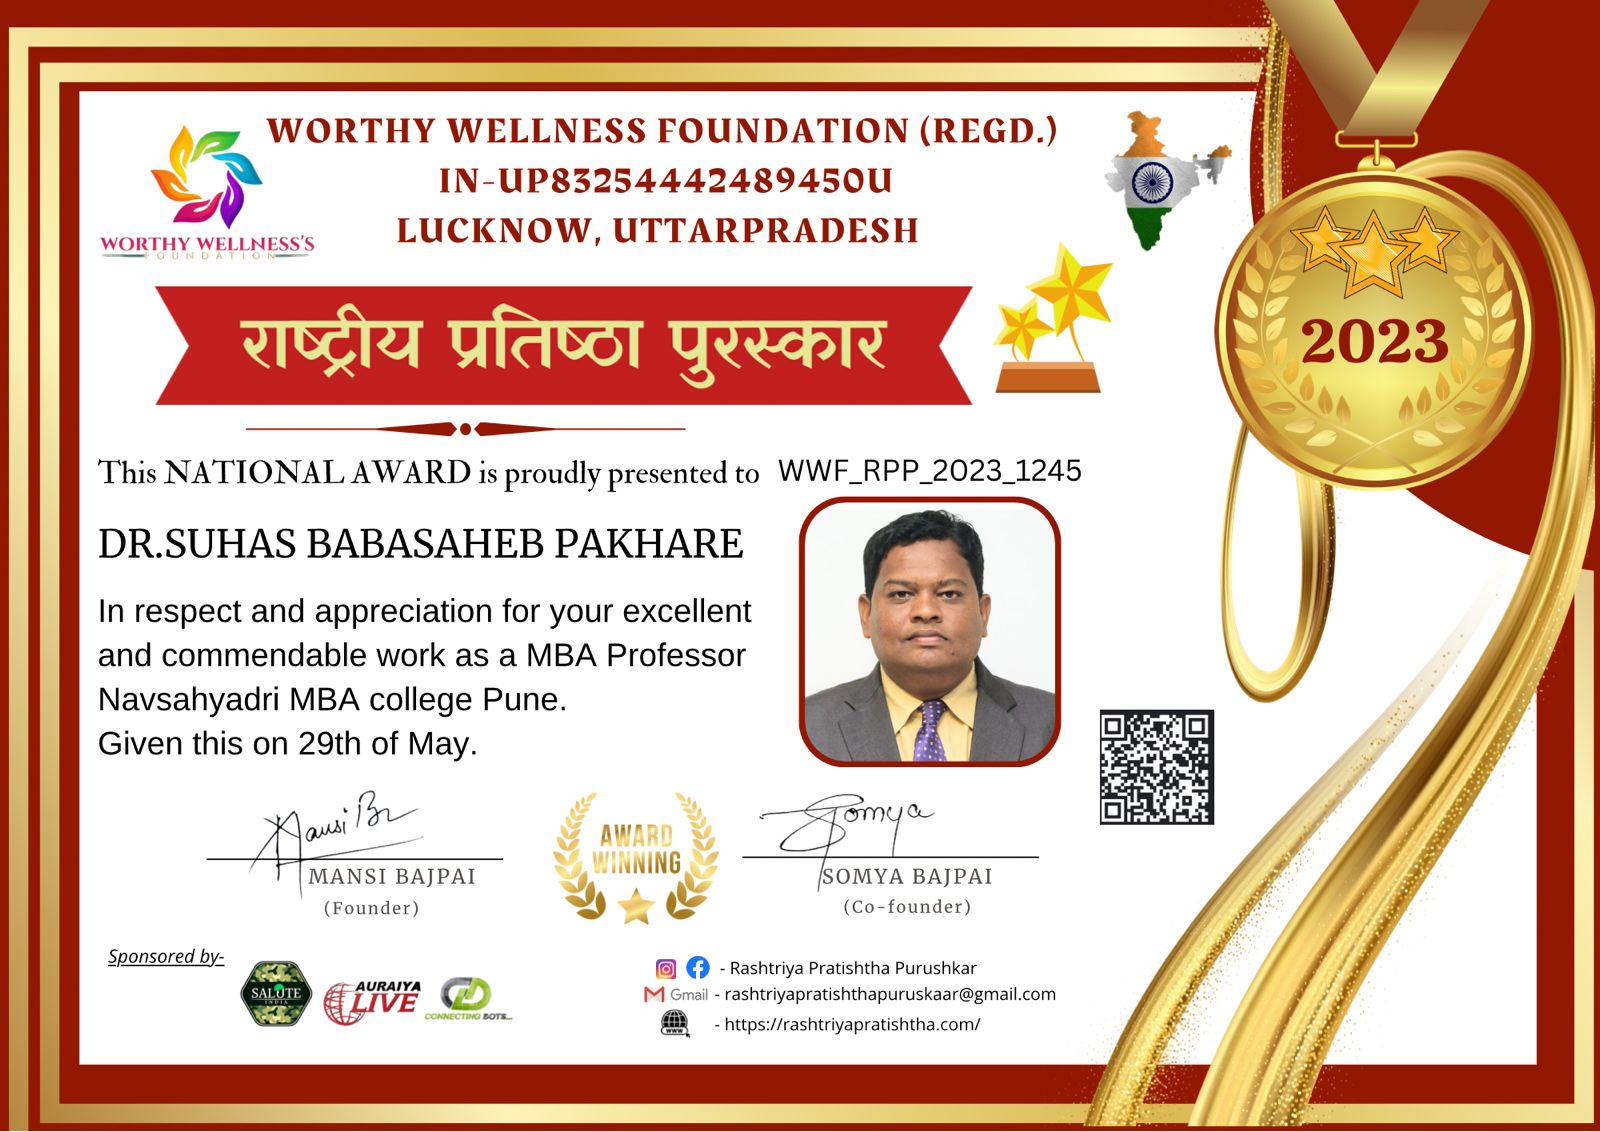 WORTHY WELLNESS FOUNDATION (REGD.)
IN-UP83254442489450U
LUCKNOW, UTTARPRADESH
WORTHY WELLNESS'S
FOUNDATION
राष्ट्रीय प्रतिष्ठा पुरस्कार
2023
This NATIONAL AWARD is proudly presented to WWF_RPP_2023_1245
DR.SUHAS BABASAHEB PAKHARE
In respect and appreciation for your excellent
and commendable work as a MBA Professor
Navsahyadri MBA college Pune.
Given this on 29th of May.
Mansi
Somya
AWARD
WINNING
MANSI BAJPAI
(Founder)
SOMYA BAJPAI
(Co-founder)
Sponsored by-
SALUTE
INDIA
AURAIYA
LIVE
CONNECTING DOTS...
- Rashtriya Pratishtha Purushkar
Gmail - rashtriyapratishthapuruskaar@gmail.com
WWW - https://rashtriyapratishtha.com/